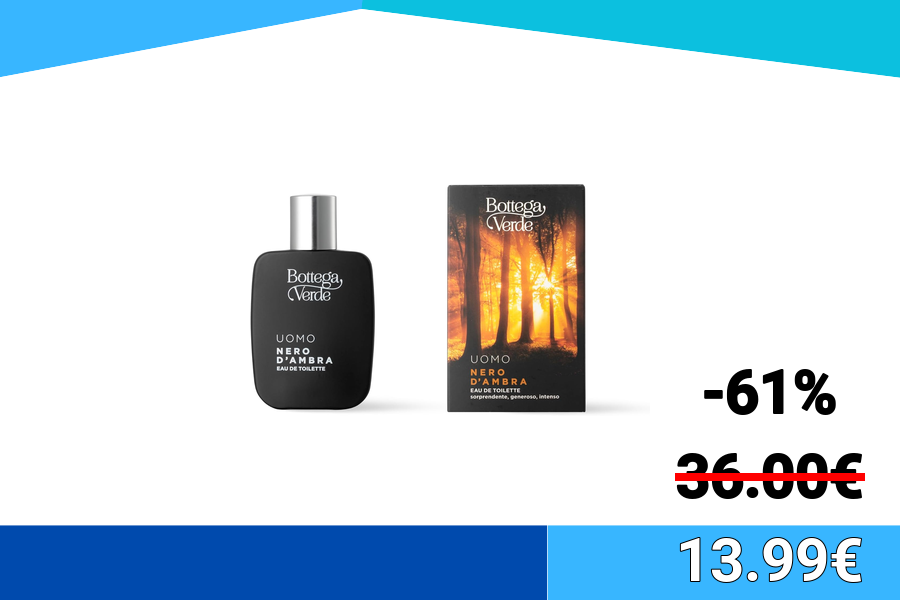 Bottega
Verde
UOMO
NERO
D'AMBRA
EAU DE TOILETTE
Bottega
Verde
UOMO
NERO
D'AMBRA
EAU DE TOILETTE
sorprendente, generoso, intenso
-61%
36.00€
13.99€